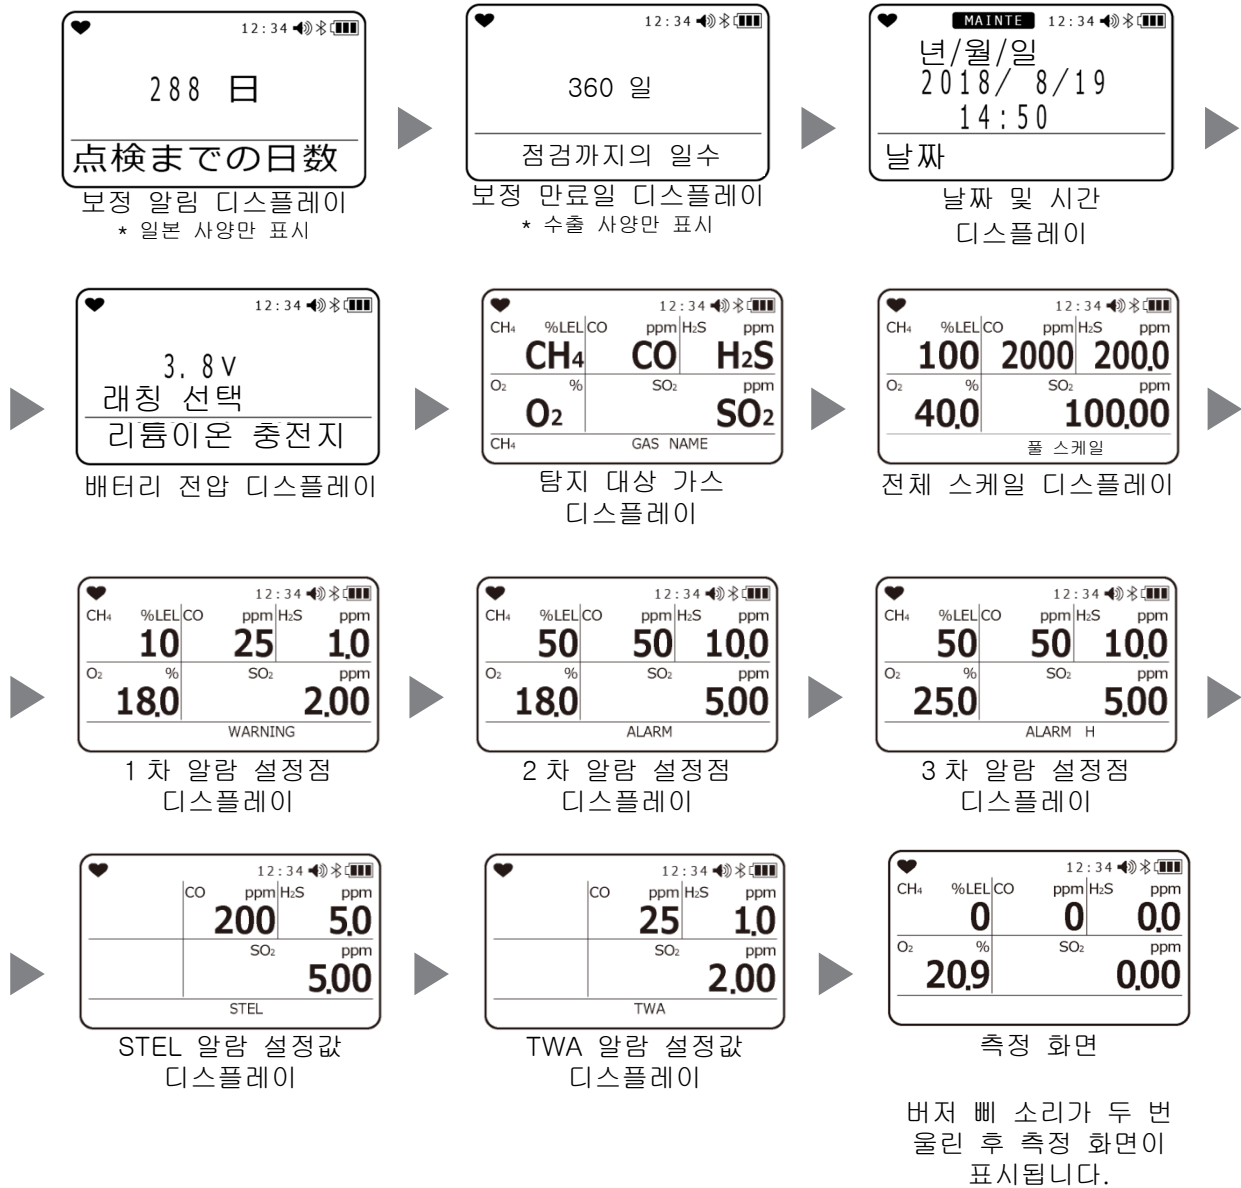 12:34
288 日
点検までの日数
보정 알림 디스플레이
* 일본 사양만 표시
12:34
360 일
점검까지의 일수
보정 만료일 디스플레이
* 수출 사양만 표시
MAINTE 12:34
년/월/일
2018/ 8/19
14:50
날짜
날짜 및 시간
디스플레이
12:34
3.8V
래칭 선택
리튬이온 충전지
배터리 전압 디스플레이
12:34
CH₄ %LEL CO ppm H₂S ppm
CH₄ CO H₂S
O₂ % SO₂ ppm
O₂ SO₂
CH₄ GAS NAME
탐지 대상 가스
디스플레이
12:34
CH₄ %LEL CO ppm H₂S ppm
100 2000 200.0
O₂ % SO₂ ppm
40.0 100.00
풀 스케일
전체 스케일 디스플레이
12:34
CH₄ %LEL CO ppm H₂S ppm
10 25 1.0
O₂ % SO₂ ppm
18.0 2.00
WARNING
1 차 알람 설정점
디스플레이
12:34
CH₄ %LEL CO ppm H₂S ppm
50 50 10.0
O₂ % SO₂ ppm
18.0 5.00
ALARM
2 차 알람 설정점
디스플레이
12:34
CH₄ %LEL CO ppm H₂S ppm
50 50 10.0
O₂ % SO₂ ppm
25.0 5.00
ALARM H
3 차 알람 설정점
디스플레이
12:34
CO ppm H₂S ppm
200 5.0
SO₂ ppm
5.00
STEL
STEL 알람 설정값
디스플레이
12:34
CO ppm H₂S ppm
25 1.0
SO₂ ppm
2.00
TWA
TWA 알람 설정값
디스플레이
12:34
CH₄ %LEL CO ppm H₂S ppm
0 0 0.0
O₂ % SO₂ ppm
20.9 0.00
측정 화면
버저 삐 소리가 두 번
울린 후 측정 화면이
표시됩니다.